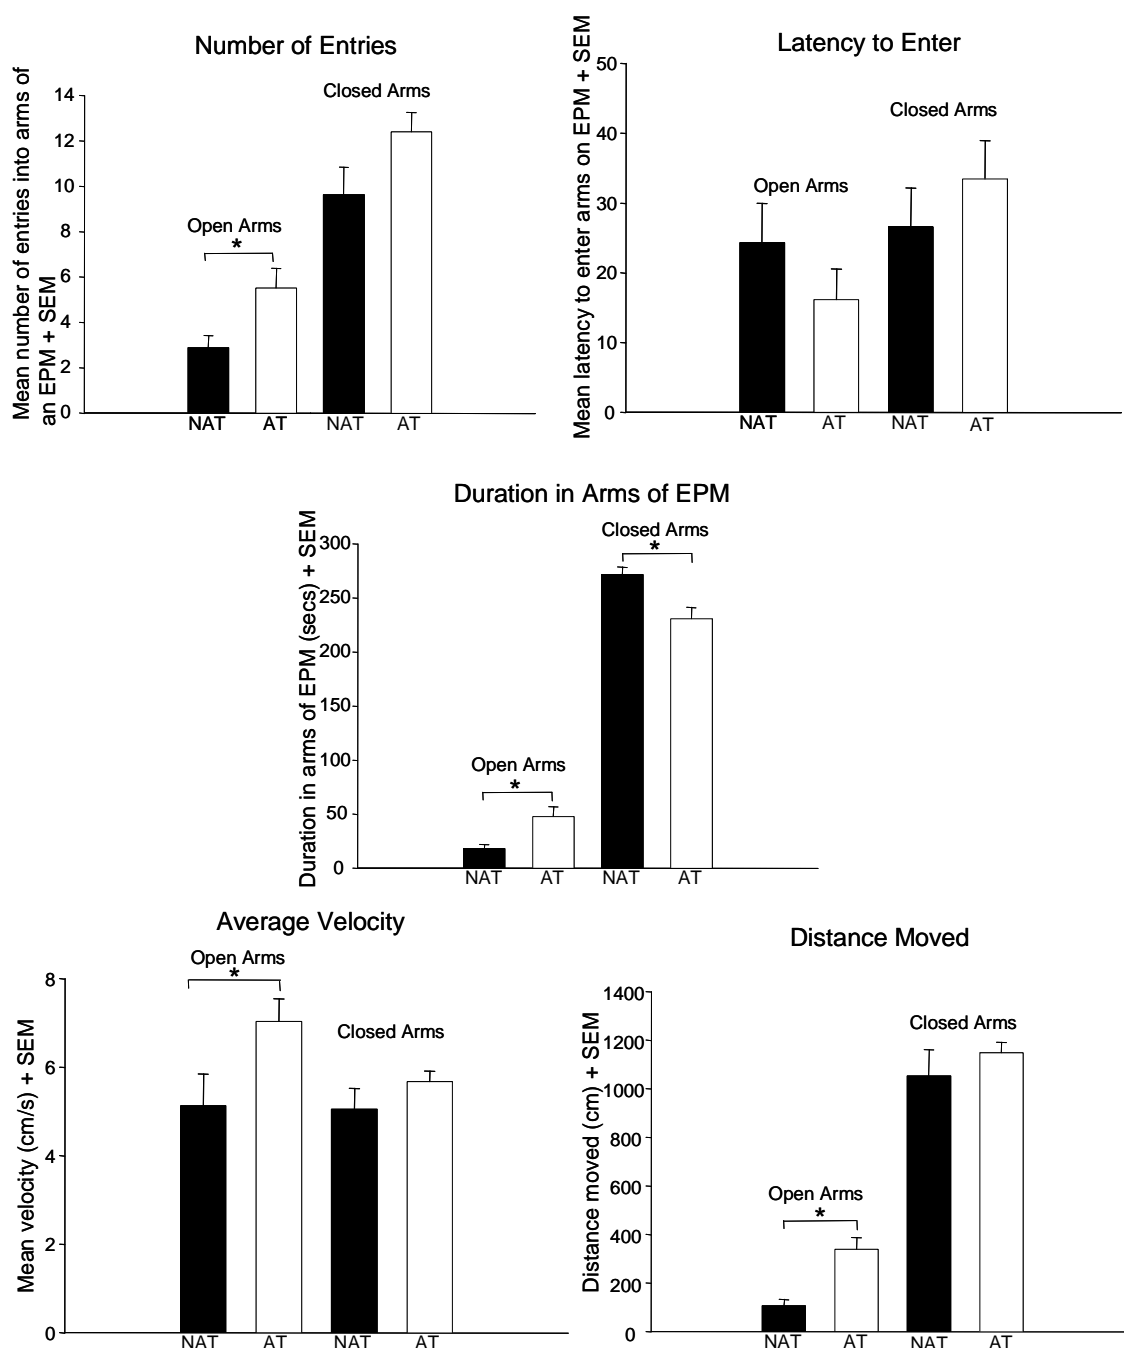 Number of Entries
Mean number of entries into arms of
an EPM + SEM
14
12
10
8
6
4
2
0
Open Arms
*
Closed Arms
NAT AT NAT AT
Latency to Enter
Mean latency to enter arms on EPM + SEM
50
40
30
20
10
0
Open Arms
Closed Arms
NAT AT NAT AT
Duration in Arms of EPM
Duration in arms of EPM (secs) + SEM
300
250
200
150
100
50
0
Open Arms
*
Closed Arms
*
NAT AT NAT AT
Average Velocity
Mean velocity (cm/s) + SEM
8
6
4
2
0
Open Arms
*
Closed Arms
NAT AT NAT AT
Distance Moved
Distance moved (cm) + SEM
1400
1200
1000
800
600
400
200
0
Open Arms
*
Closed Arms
NAT AT NAT AT